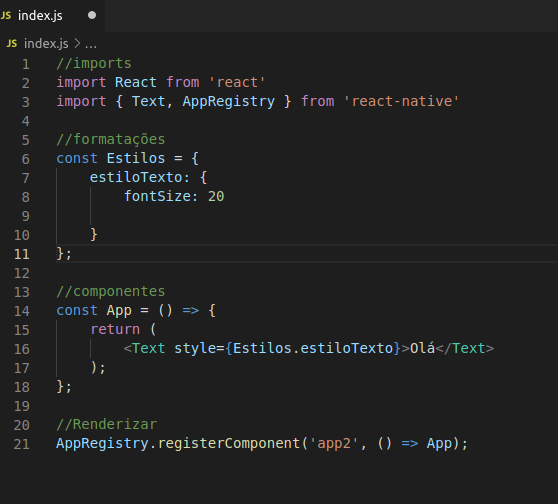 JS index.js ●
JS index.js > ...
1 //imports
2 import React from 'react'
3 import { Text, AppRegistry } from 'react-native'
4
5 //formatações
6 const Estilos = {
7     estiloTexto: {
8         fontSize: 20
9
10     }
11 };
12
13 //componentes
14 const App = () => {
15     return (
16         <Text style={Estilos.estiloTexto}>Olá</Text>
17     );
18 };
19
20 //Renderizar
21 AppRegistry.registerComponent('app2', () => App);